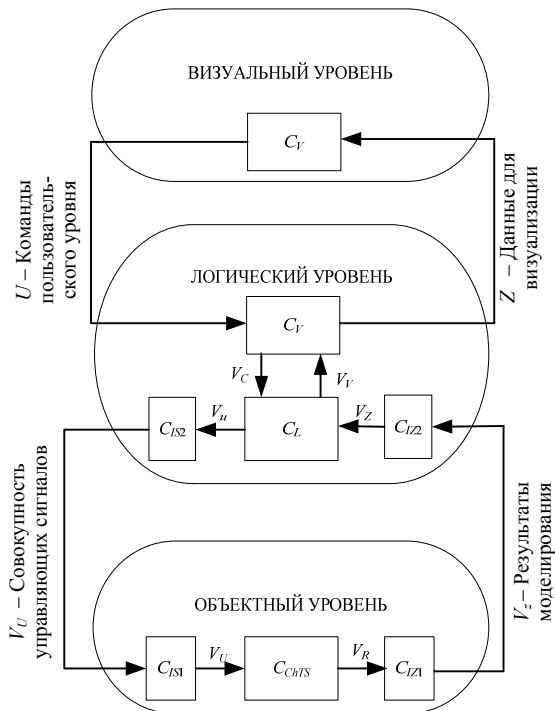 ВИЗУАЛЬНЫЙ УРОВЕНЬ
C_V
U – Команды
пользователь-
ского уровня
Z – Данные для
визуализации
ЛОГИЧЕСКИЙ УРОВЕНЬ
C_V
V_C
V_V
C_IS2
V_u
C_L
V_Z
C_IZ2
V_U – Совокупность
управляющих сигналов
V_z – Результаты
моделирования
ОБЪЕКТНЫЙ УРОВЕНЬ
C_IS1
V_U
C_ChTS
V_R
C_IZ1